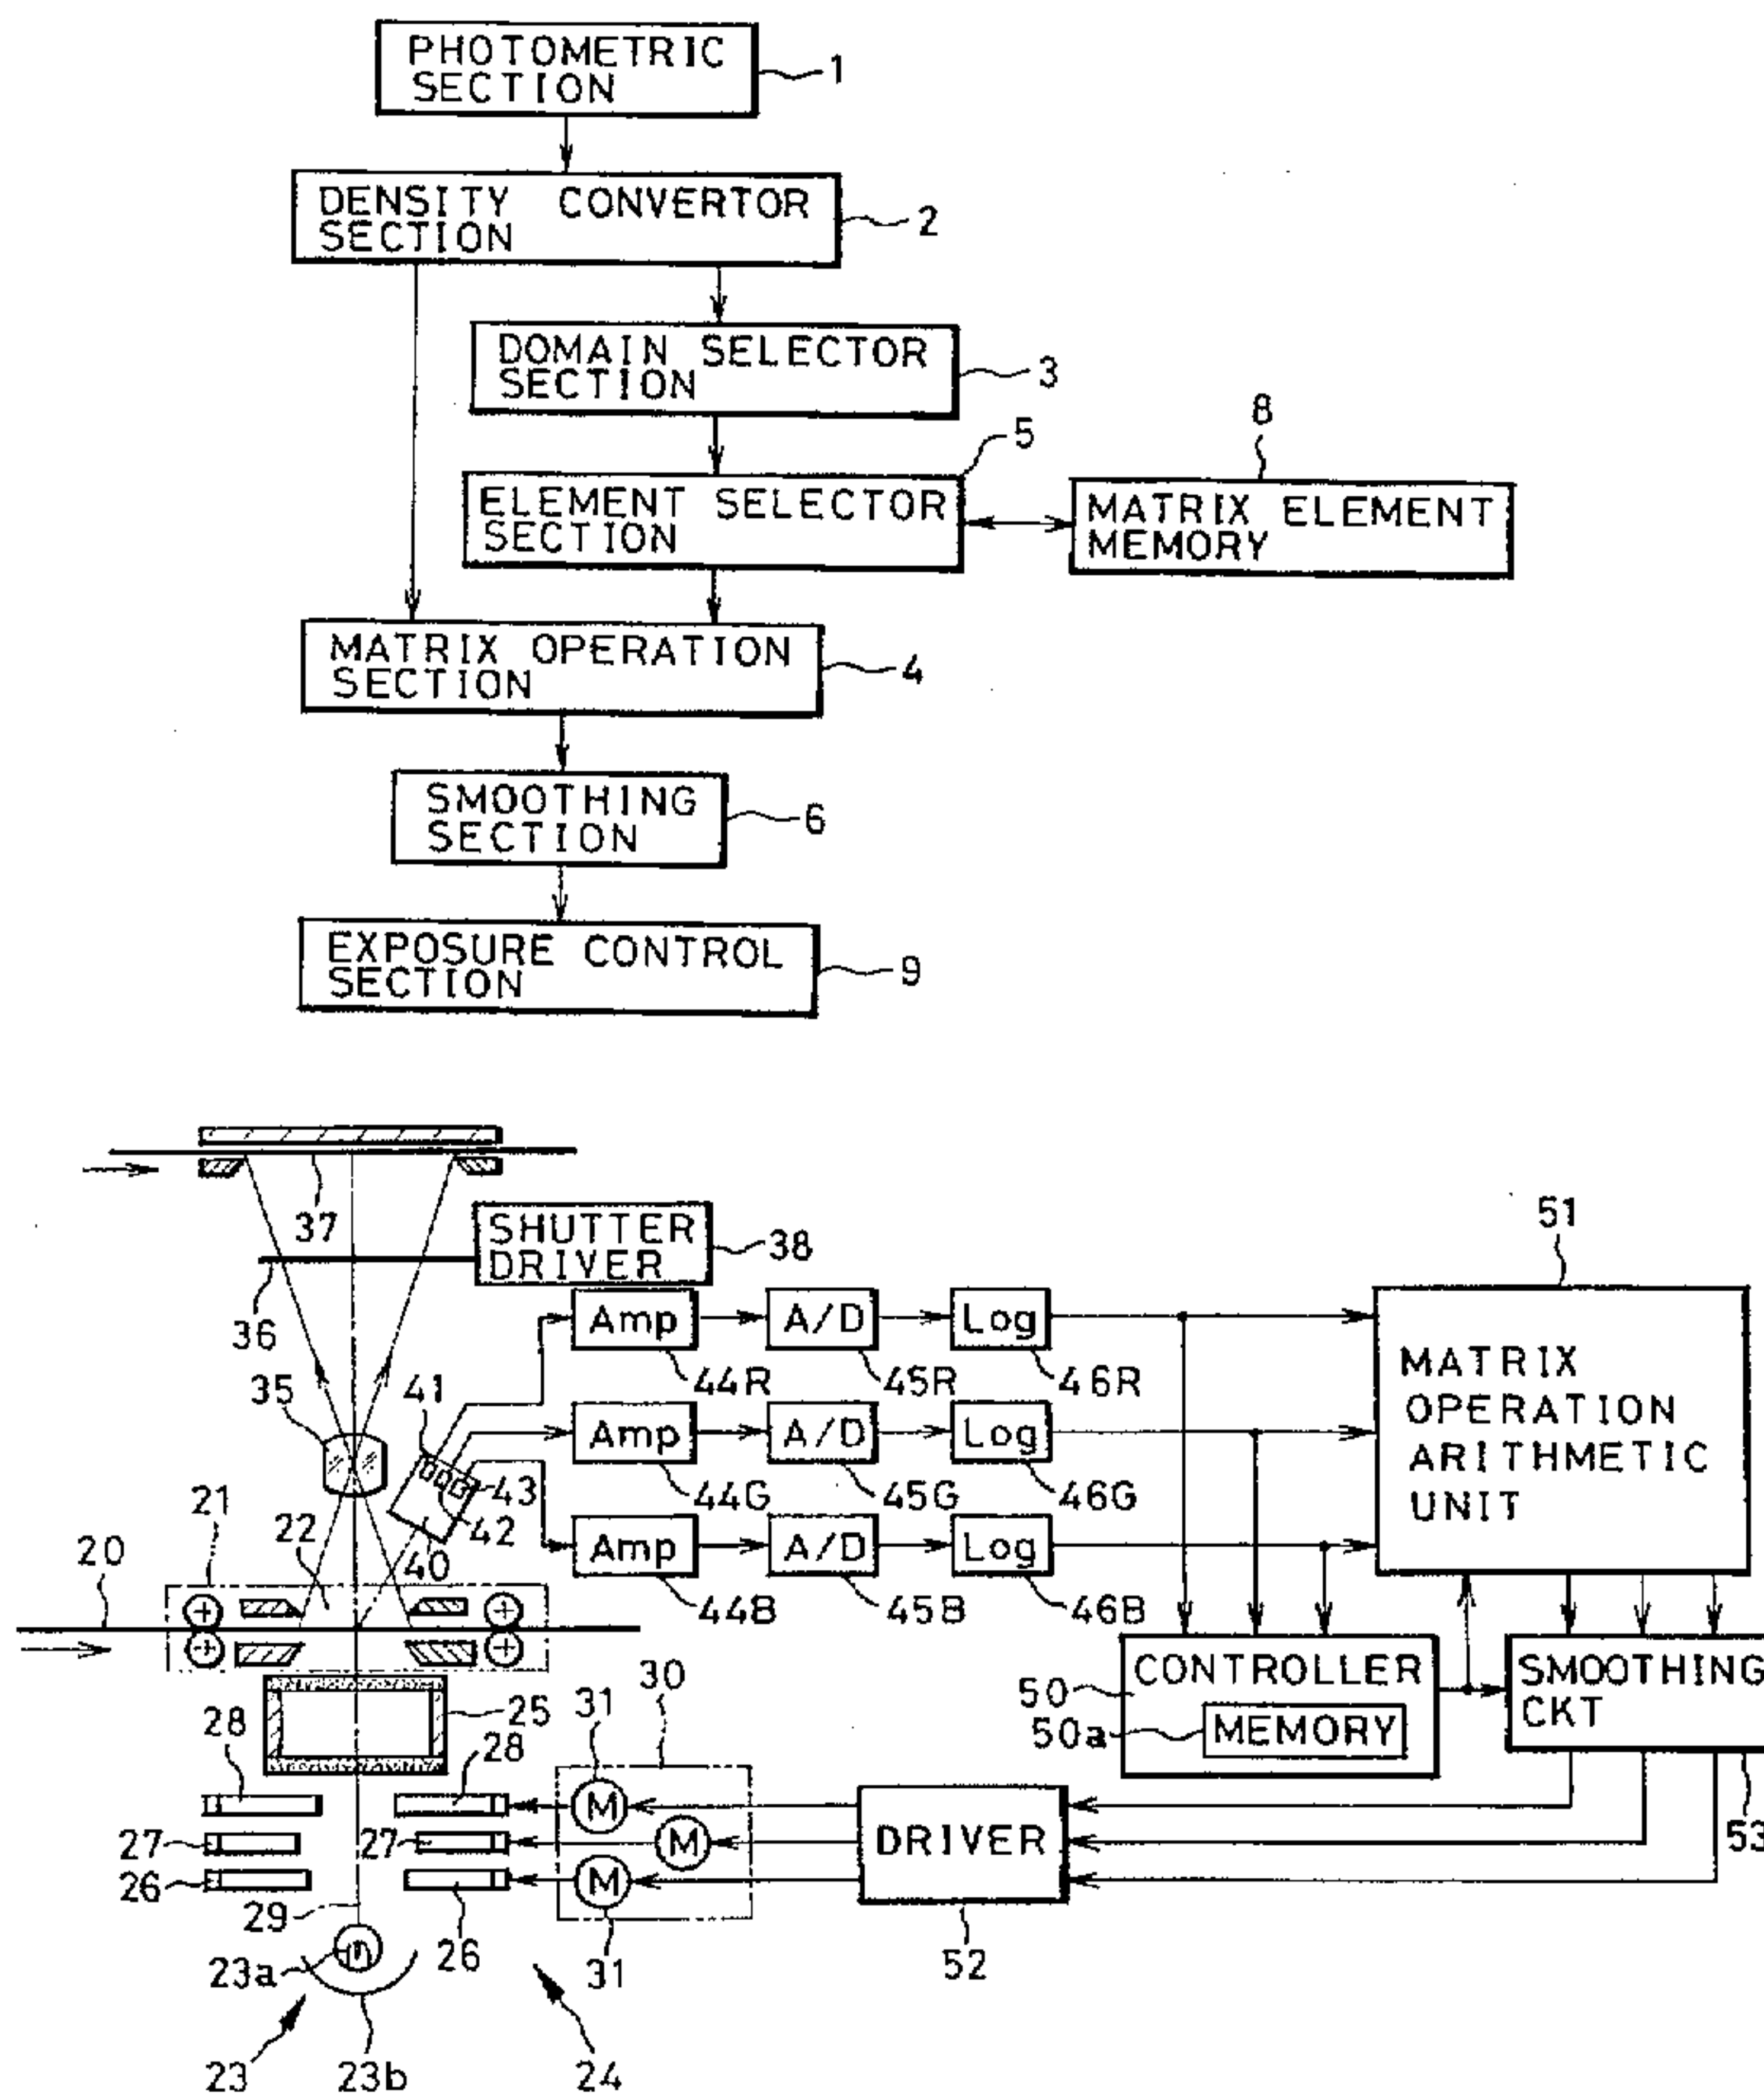 PHOTOMETRIC
SECTION
1
DENSITY CONVERTOR
SECTION
2
DOMAIN SELECTOR
SECTION
3
5
8
ELEMENT SELECTOR
SECTION
MATRIX ELEMENT
MEMORY
MATRIX OPERATION
SECTION
4
SMOOTHING
SECTION
6
EXPOSURE CONTROL
SECTION
9
37
SHUTTER
DRIVER
38
51
36
Amp
A/D
Log
44R
45R
46R
MATRIX
OPERATION
ARITHMETIC
UNIT
35
41
Amp
A/D
Log
43
44G
45G
46G
21
22
42
40
20
Amp
A/D
Log
44B
45B
46B
CONTROLLER
50
50a
MEMORY
SMOOTHING
CKT
25
30
28
28
31
M
27
27
M
DRIVER
53
26
M
29
26
31
52
23a
23
23b
24